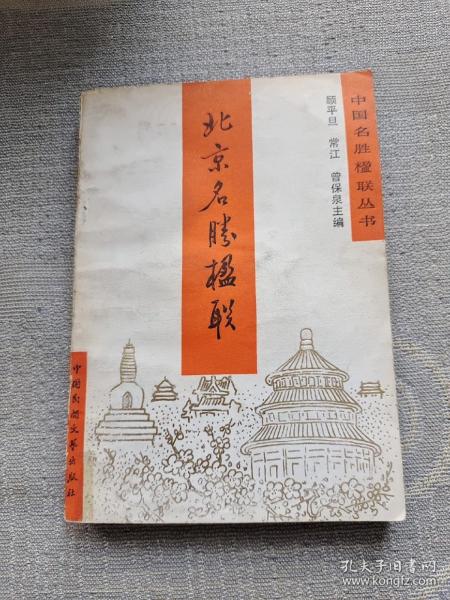 中国名胜楹联丛书
顾平旦 常江 曾保泉主编
北京名勝楹联
中国民间文艺出版社
孔夫子旧书网
www.kongfz.com